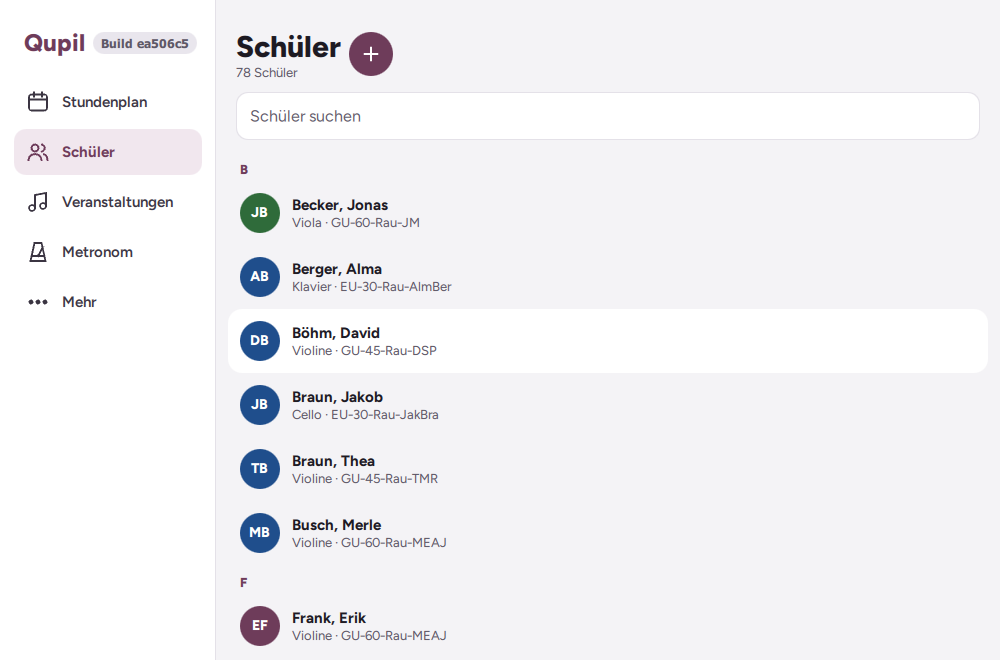 Qupil Build ea506c5
Stundenplan
Schüler
Veranstaltungen
Metronom
Mehr
Schüler
78 Schüler
Schüler suchen
B
JB Becker, Jonas
Viola · GU-60-Rau-JM
AB Berger, Alma
Klavier · EU-30-Rau-AlmBer
DB Böhm, David
Violine · GU-45-Rau-DSP
JB Braun, Jakob
Cello · EU-30-Rau-JakBra
TB Braun, Thea
Violine · GU-45-Rau-TMR
MB Busch, Merle
Violine · GU-60-Rau-MEAJ
F
EF Frank, Erik
Violine · GU-60-Rau-MEAJ